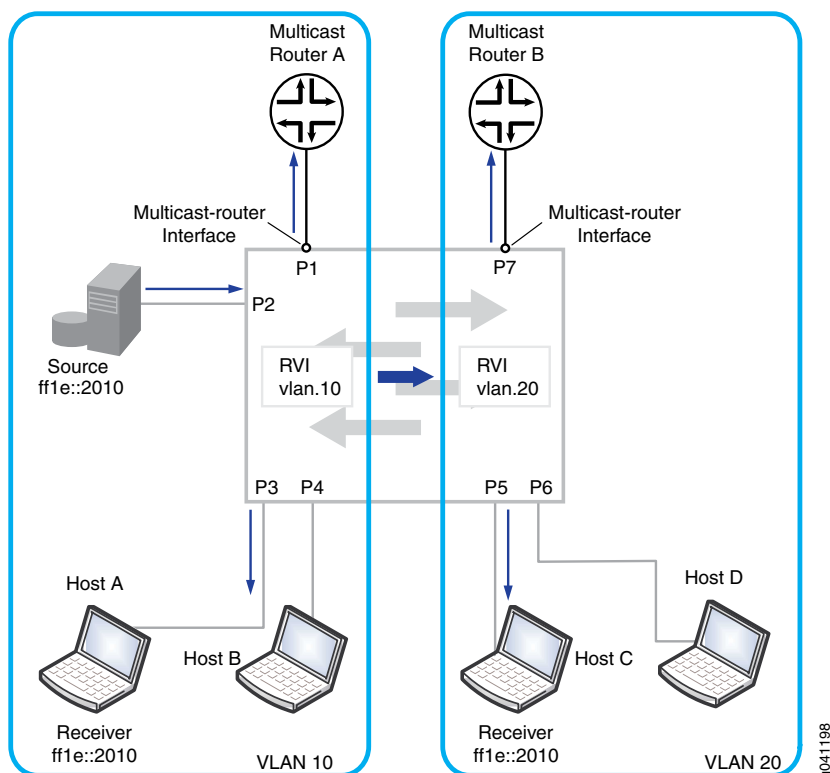 Multicast
Router A
Multicast
Router B
Multicast-router
Interface
Multicast-router
Interface
P1
P7
P2
Source
ff1e::2010
RVI
vlan.10
RVI
vlan.20
P3
P4
P5
P6
Host A
Host B
Host C
Host D
Receiver
ff1e::2010
VLAN 10
Receiver
ff1e::2010
VLAN 20
g041198